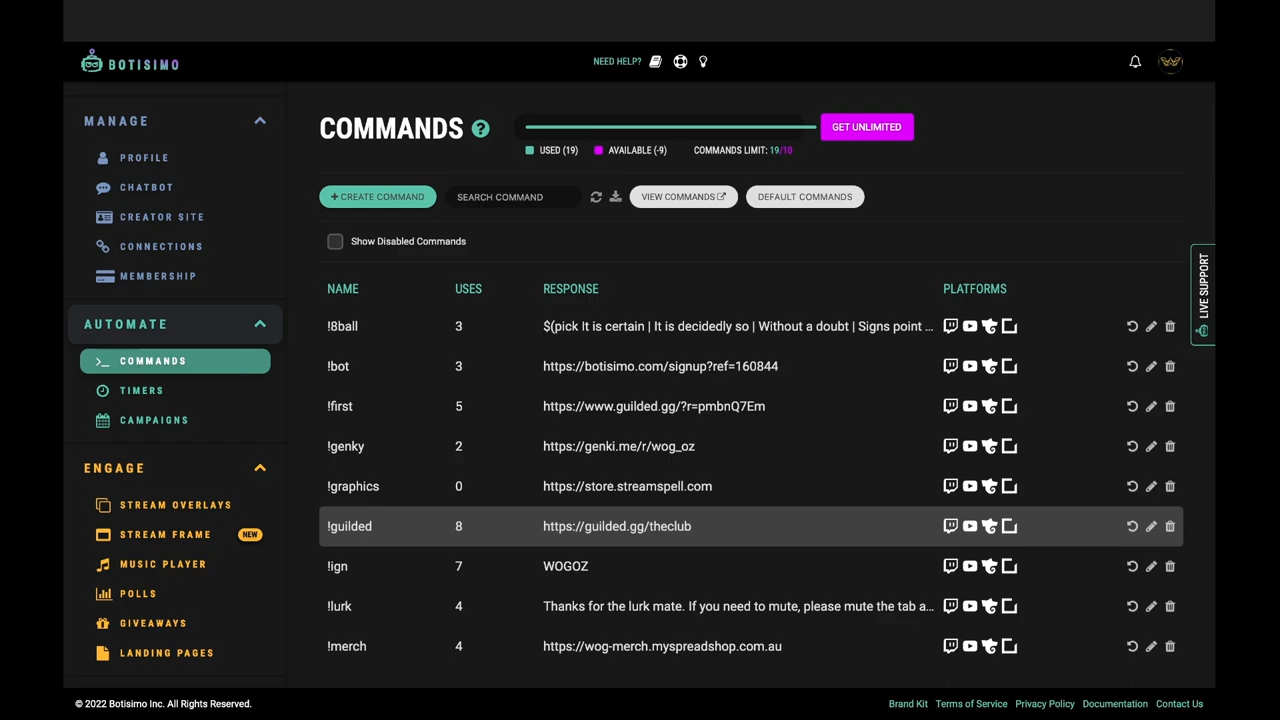 BOTISIMO
NEED HELP?
MANAGE
PROFILE
CHATBOT
CREATOR SITE
CONNECTIONS
MEMBERSHIP
AUTOMATE
COMMANDS
TIMERS
CAMPAIGNS
ENGAGE
STREAM OVERLAYS
STREAM FRAME NEW
MUSIC PLAYER
POLLS
GIVEAWAYS
LANDING PAGES
COMMANDS ?
GET UNLIMITED
USED (19) AVAILABLE (-9) COMMANDS LIMIT: 19/10
+ CREATE COMMAND SEARCH COMMAND VIEW COMMANDS DEFAULT COMMANDS
Show Disabled Commands
NAME USES RESPONSE PLATFORMS
!8ball 3 $(pick It is certain | It is decidedly so | Without a doubt | Signs point ...
!bot 3 https://botisimo.com/signup?ref=160844
!first 5 https://www.guilded.gg/?r=pmbnQ7Em
!genky 2 https://genki.me/r/wog_oz
!graphics 0 https://store.streamspell.com
!guilded 8 https://guilded.gg/theclub
!ign 7 WOGOZ
!lurk 4 Thanks for the lurk mate. If you need to mute, please mute the tab a...
!merch 4 https://wog-merch.myspreadshop.com.au
LIVE SUPPORT
© 2022 Botisimo Inc. All Rights Reserved.
Brand Kit Terms of Service Privacy Policy Documentation Contact Us